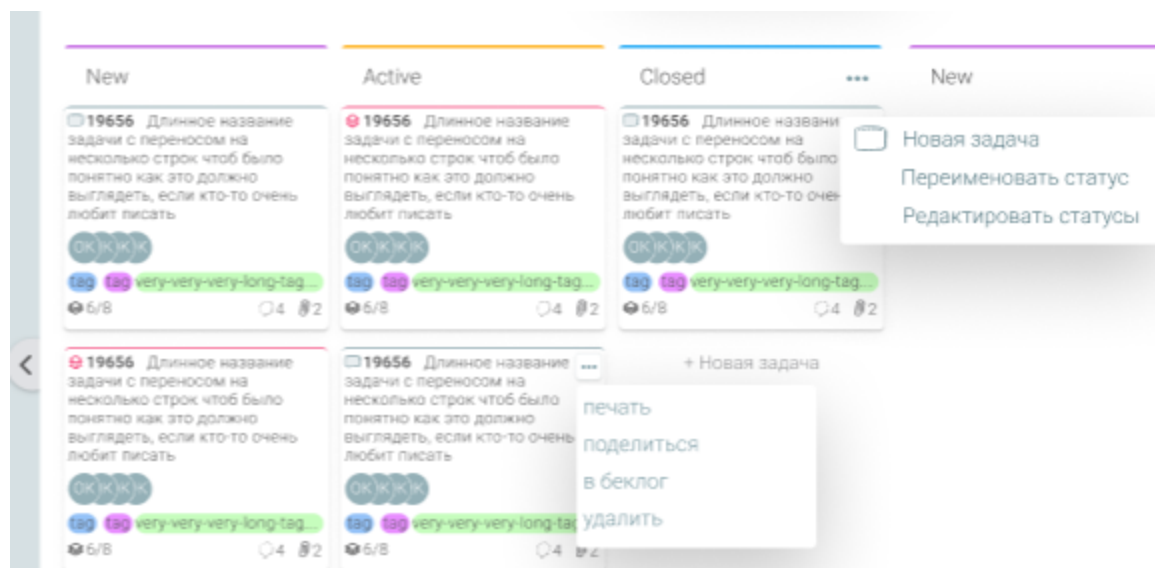 New
Active
Closed
New
19656 Длинное название
задачи с переносом на
несколько строк чтоб было
понятно как это должно
выглядеть, если кто-то очень
любит писать
OK K K K
tag tag very-very-very-long-tag...
6/8 4 2
19656 Длинное название
задачи с переносом на
несколько строк чтоб было
понятно как это должно
выглядеть, если кто-то очень
любит писать
OK K K K
tag tag very-very-very-long-tag...
6/8 4 2
19656 Длинное названи
задачи с переносом на
несколько строк чтоб было
понятно как это должно
выглядеть, если кто-то очен
любит писать
OK K K K
tag tag very-very-very-long-tag...
6/8 4 2
Новая задача
Переименовать статус
Редактировать статусы
19656 Длинное название
задачи с переносом на
несколько строк чтоб было
понятно как это должно
выглядеть, если кто-то очень
любит писать
OK K K K
tag tag very-very-very-long-tag...
6/8 4 2
19656 Длинное название
задачи с переносом на
несколько строк чтоб было
понятно как это должно
выглядеть, если кто-то очень
любит писать
OK K K K
tag tag very-very-very-long-tag
6/8 4 2
+ Новая задача
печать
поделиться
в беклог
удалить